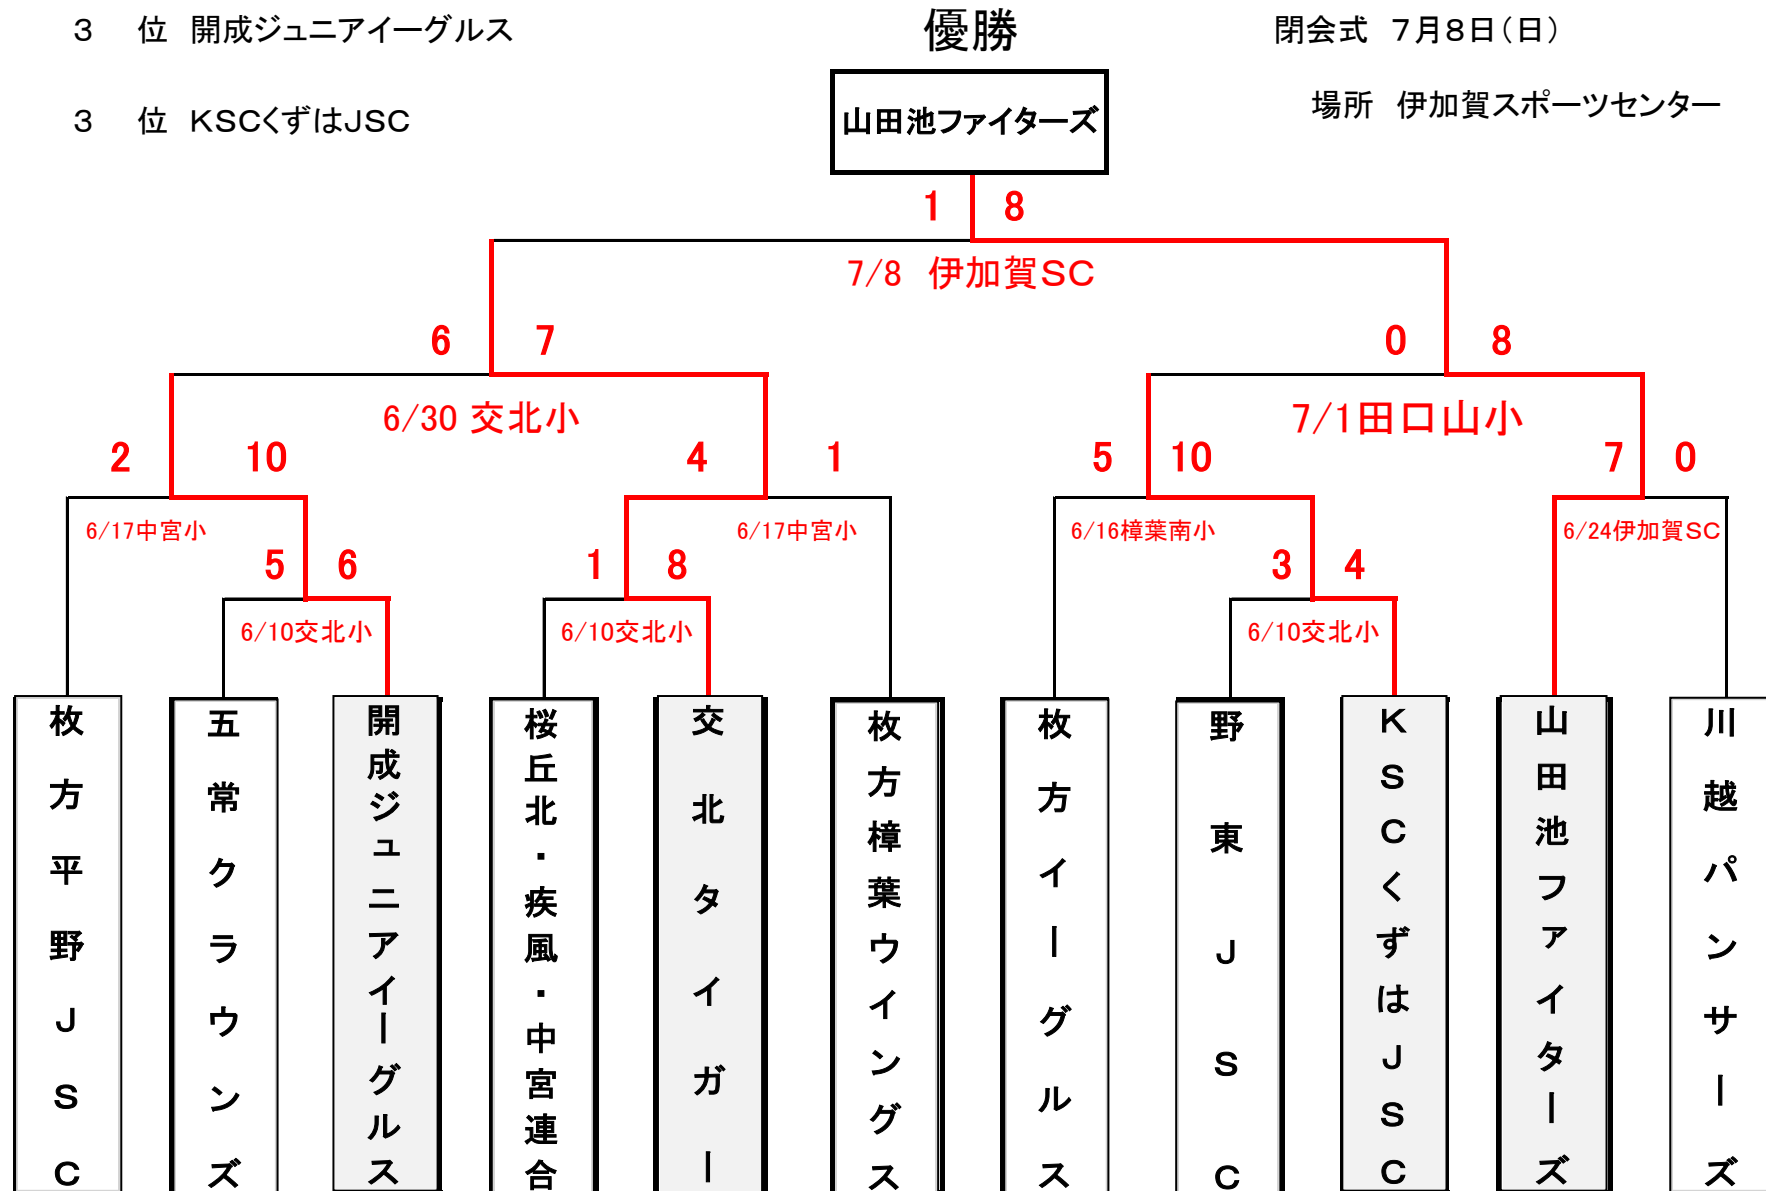 優勝
3 位 開成ジュニアイーグルス
閉会式 7月8日(日)
3 位 KSCくずはJSC
山田池ファイターズ
場所 伊加賀スポーツセンター
1 8
7/8 伊加賀SC
6 7
0 8
6/30 交北小
7/1田口山小
2 10
4 1
5 10
7 0
6/17中宮小
6/17中宮小
6/16樟葉南小
6/24伊加賀SC
5 6
1 8
3 4
6/10交北小
6/10交北小
6/10交北小
枚方平野JSC
五常クラウンズ
開成ジュニアイーグルス
桜丘北・疾風・中宮連合
交北タイガー
枚方樟葉ウイングス
枚方イーグルス
野東JSC
KSCくずはJSC
山田池ファイターズ
川越パンサーズ